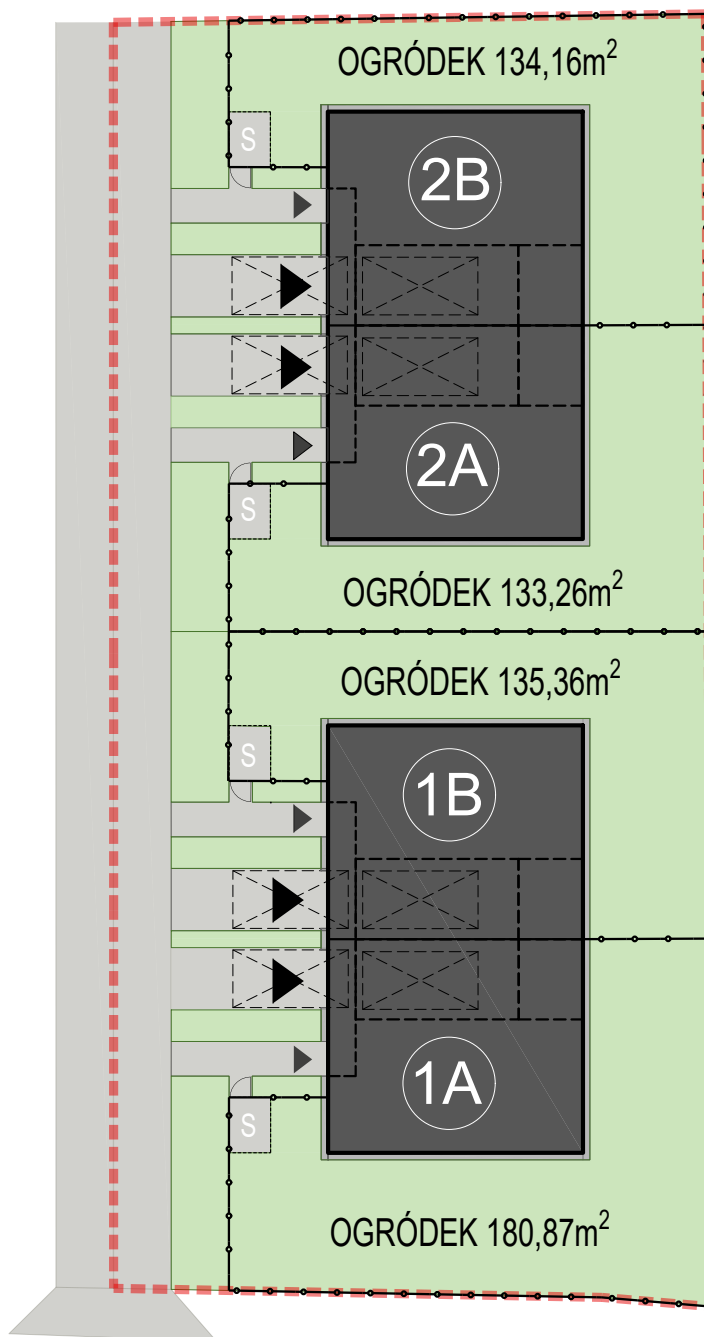 OGRÓDEK 134,16m²
S
2B
2A
S
OGRÓDEK 133,26m²
OGRÓDEK 135,36m²
S
1B
1A
S
OGRÓDEK 180,87m²